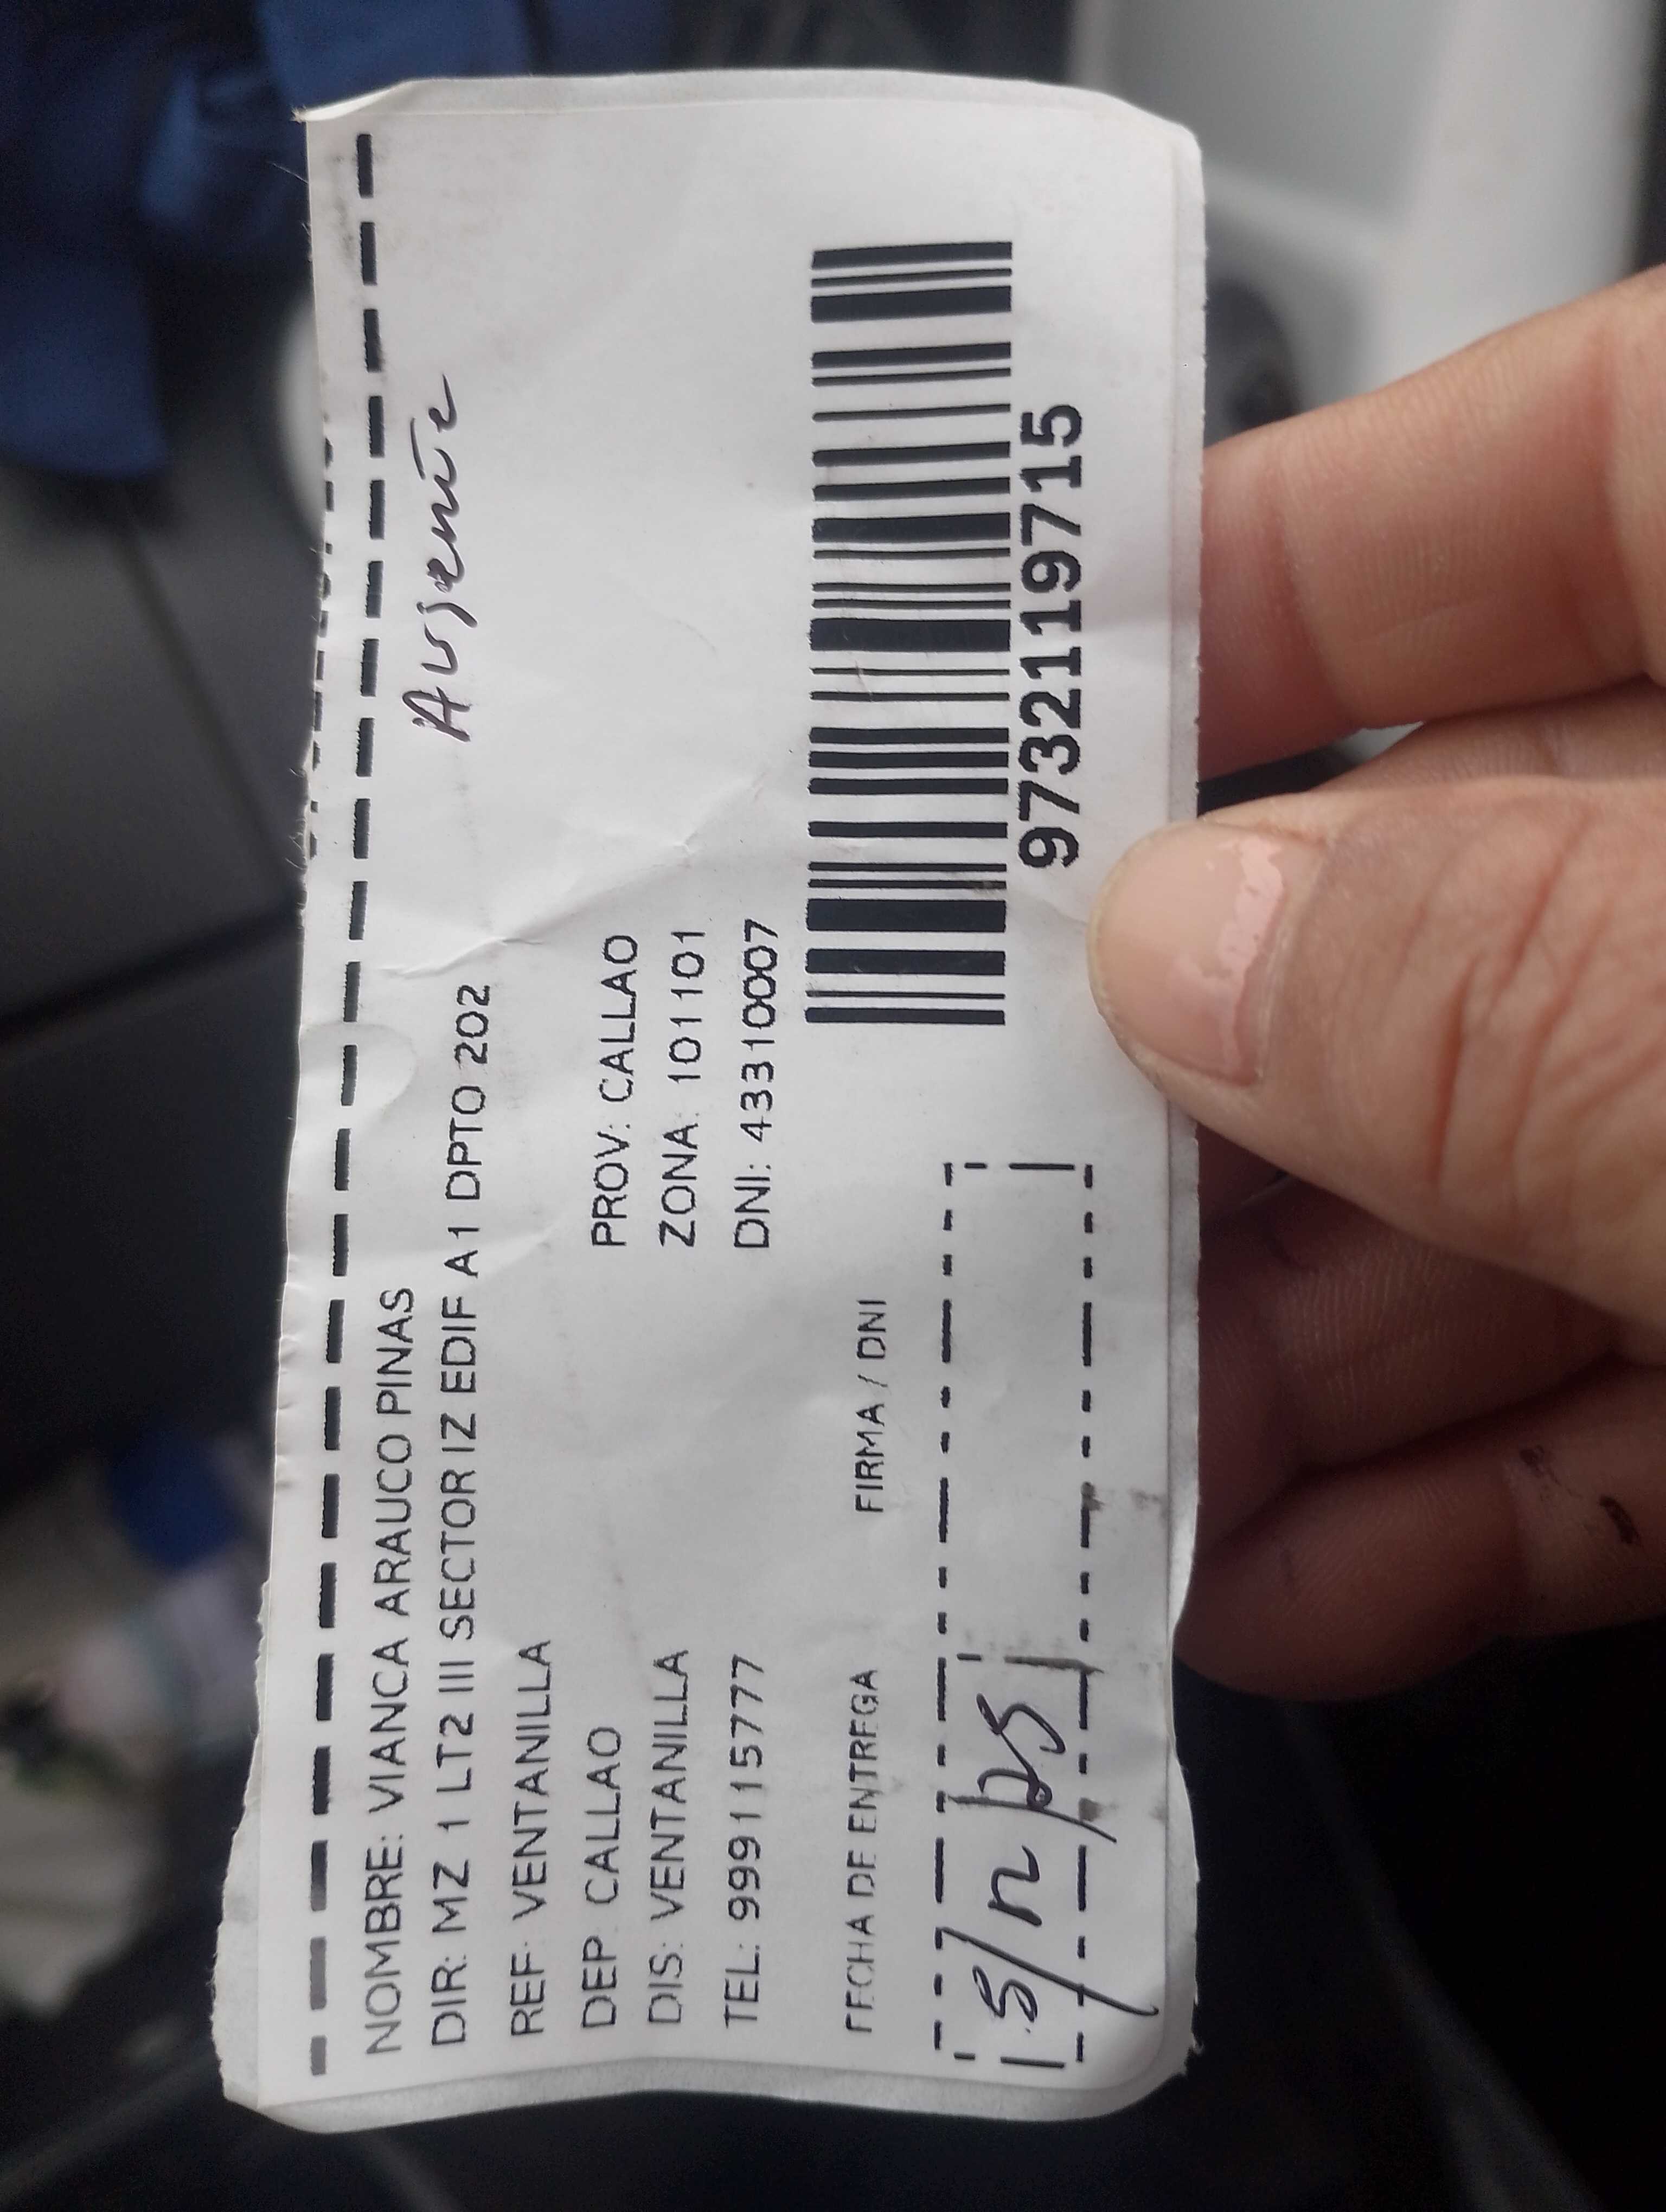 NOMBRE: VIANCA ARAUCO PINAS
DIR: MZ 1 LT2 III SECTOR IZ EDIF A1 DPTO 202
Ausente
REF: VENTANILLA
DEP: CALLAO PROV: CALLAO
DIS: VENTANILLA ZONA: 101101
TEL: 999115777 DNI: 43310007
FECHA DE ENTREGA FIRMA / DNI
9732119715